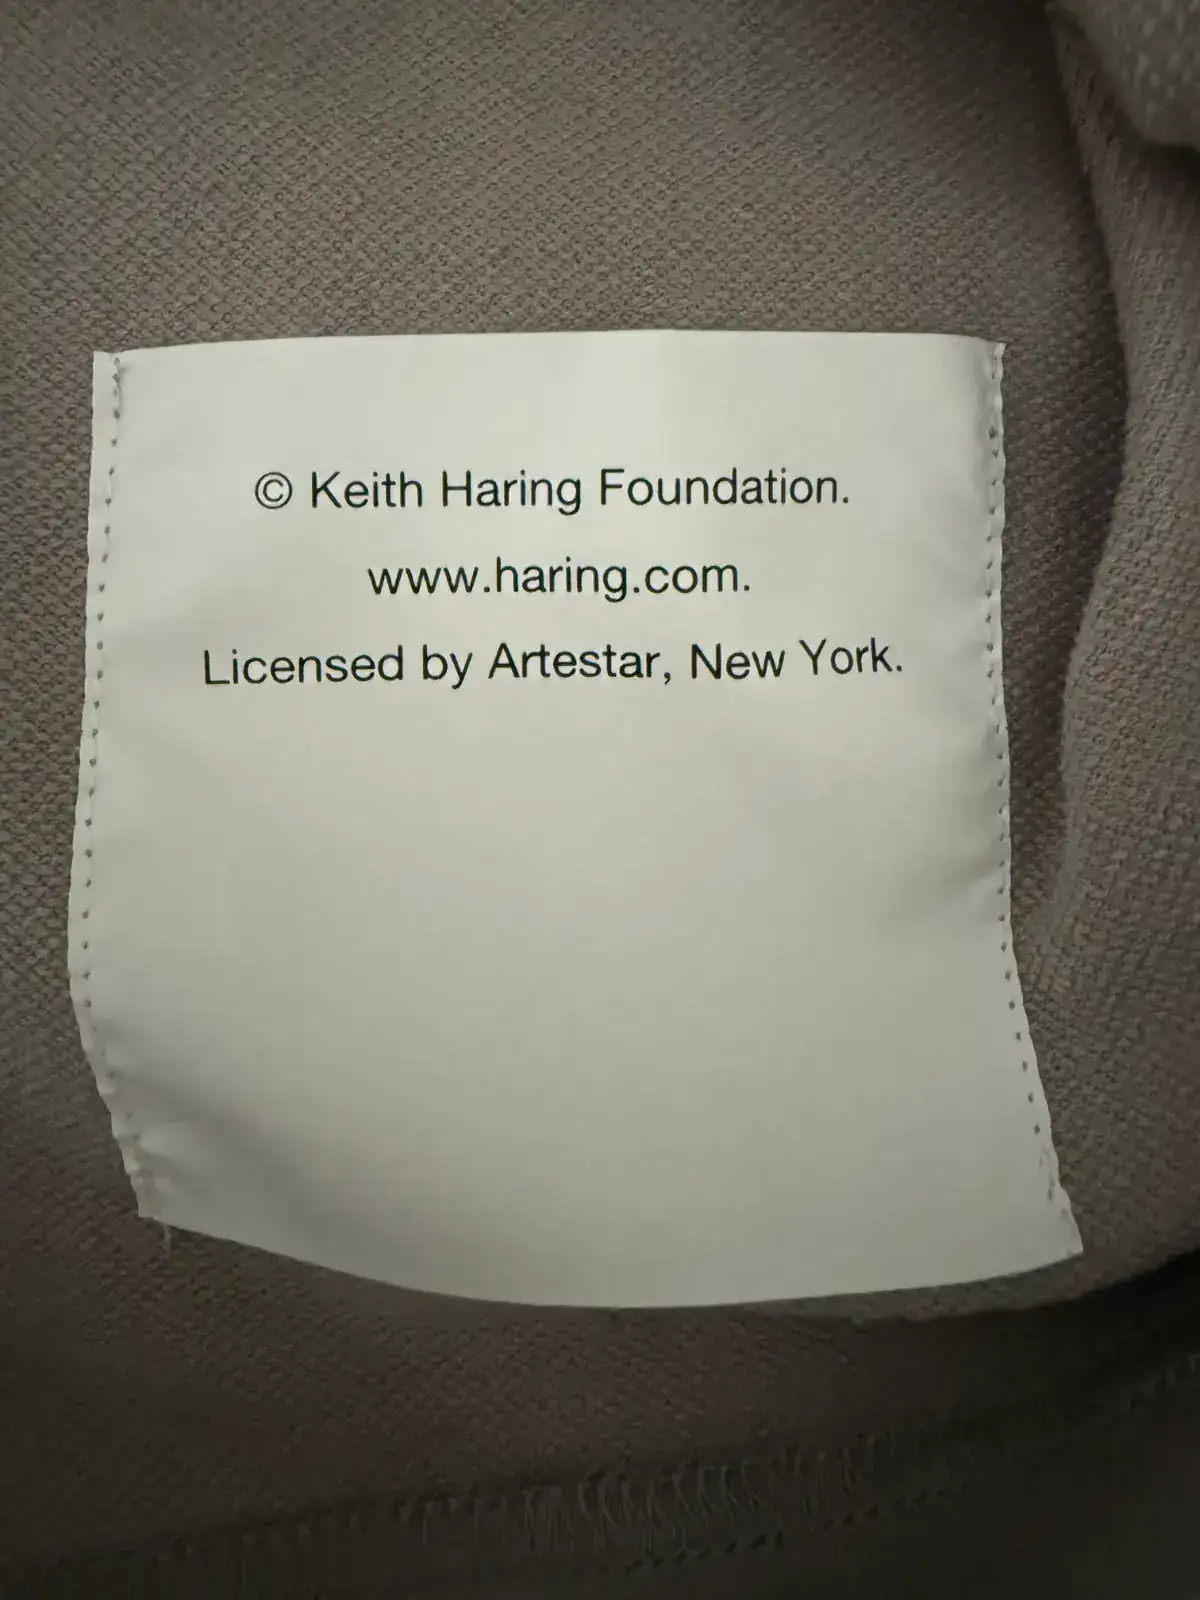 © Keith Haring Foundation.
www.haring.com.
Licensed by Artestar, New York.